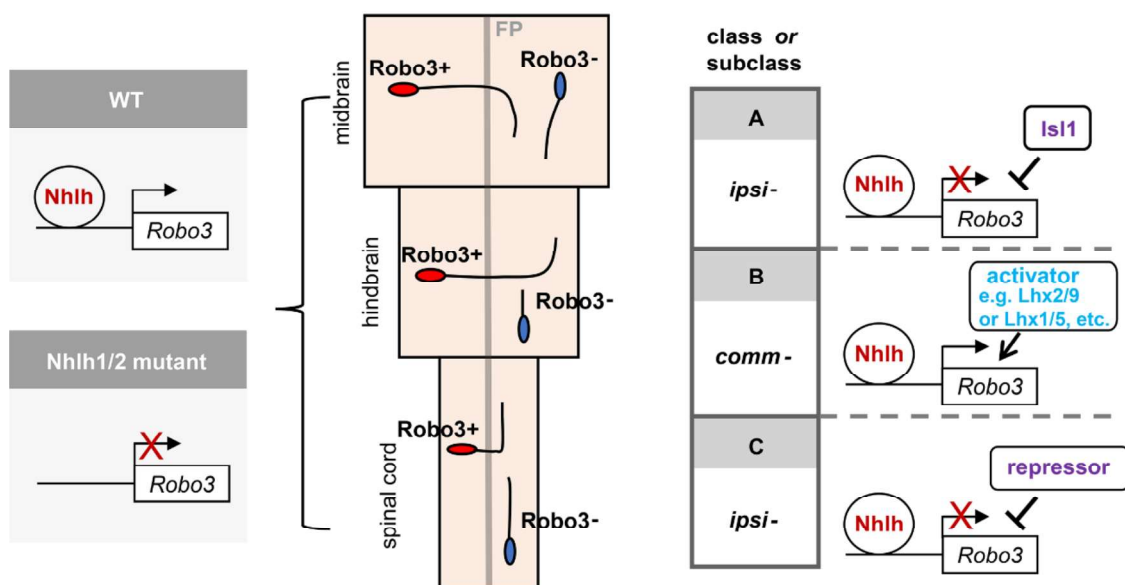 WT
Nhlh
Robo3
Nhlh1/2 mutant
X
Robo3
FP
midbrain
Robo3+
Robo3-
hindbrain
Robo3+
Robo3-
spinal cord
Robo3+
Robo3-
class or
subclass
A
ipsi-
Nhlh
X
Robo3
Isl1
B
comm-
Nhlh
Robo3
activator
e.g. Lhx2/9
or Lhx1/5, etc.
C
ipsi-
Nhlh
X
Robo3
repressor